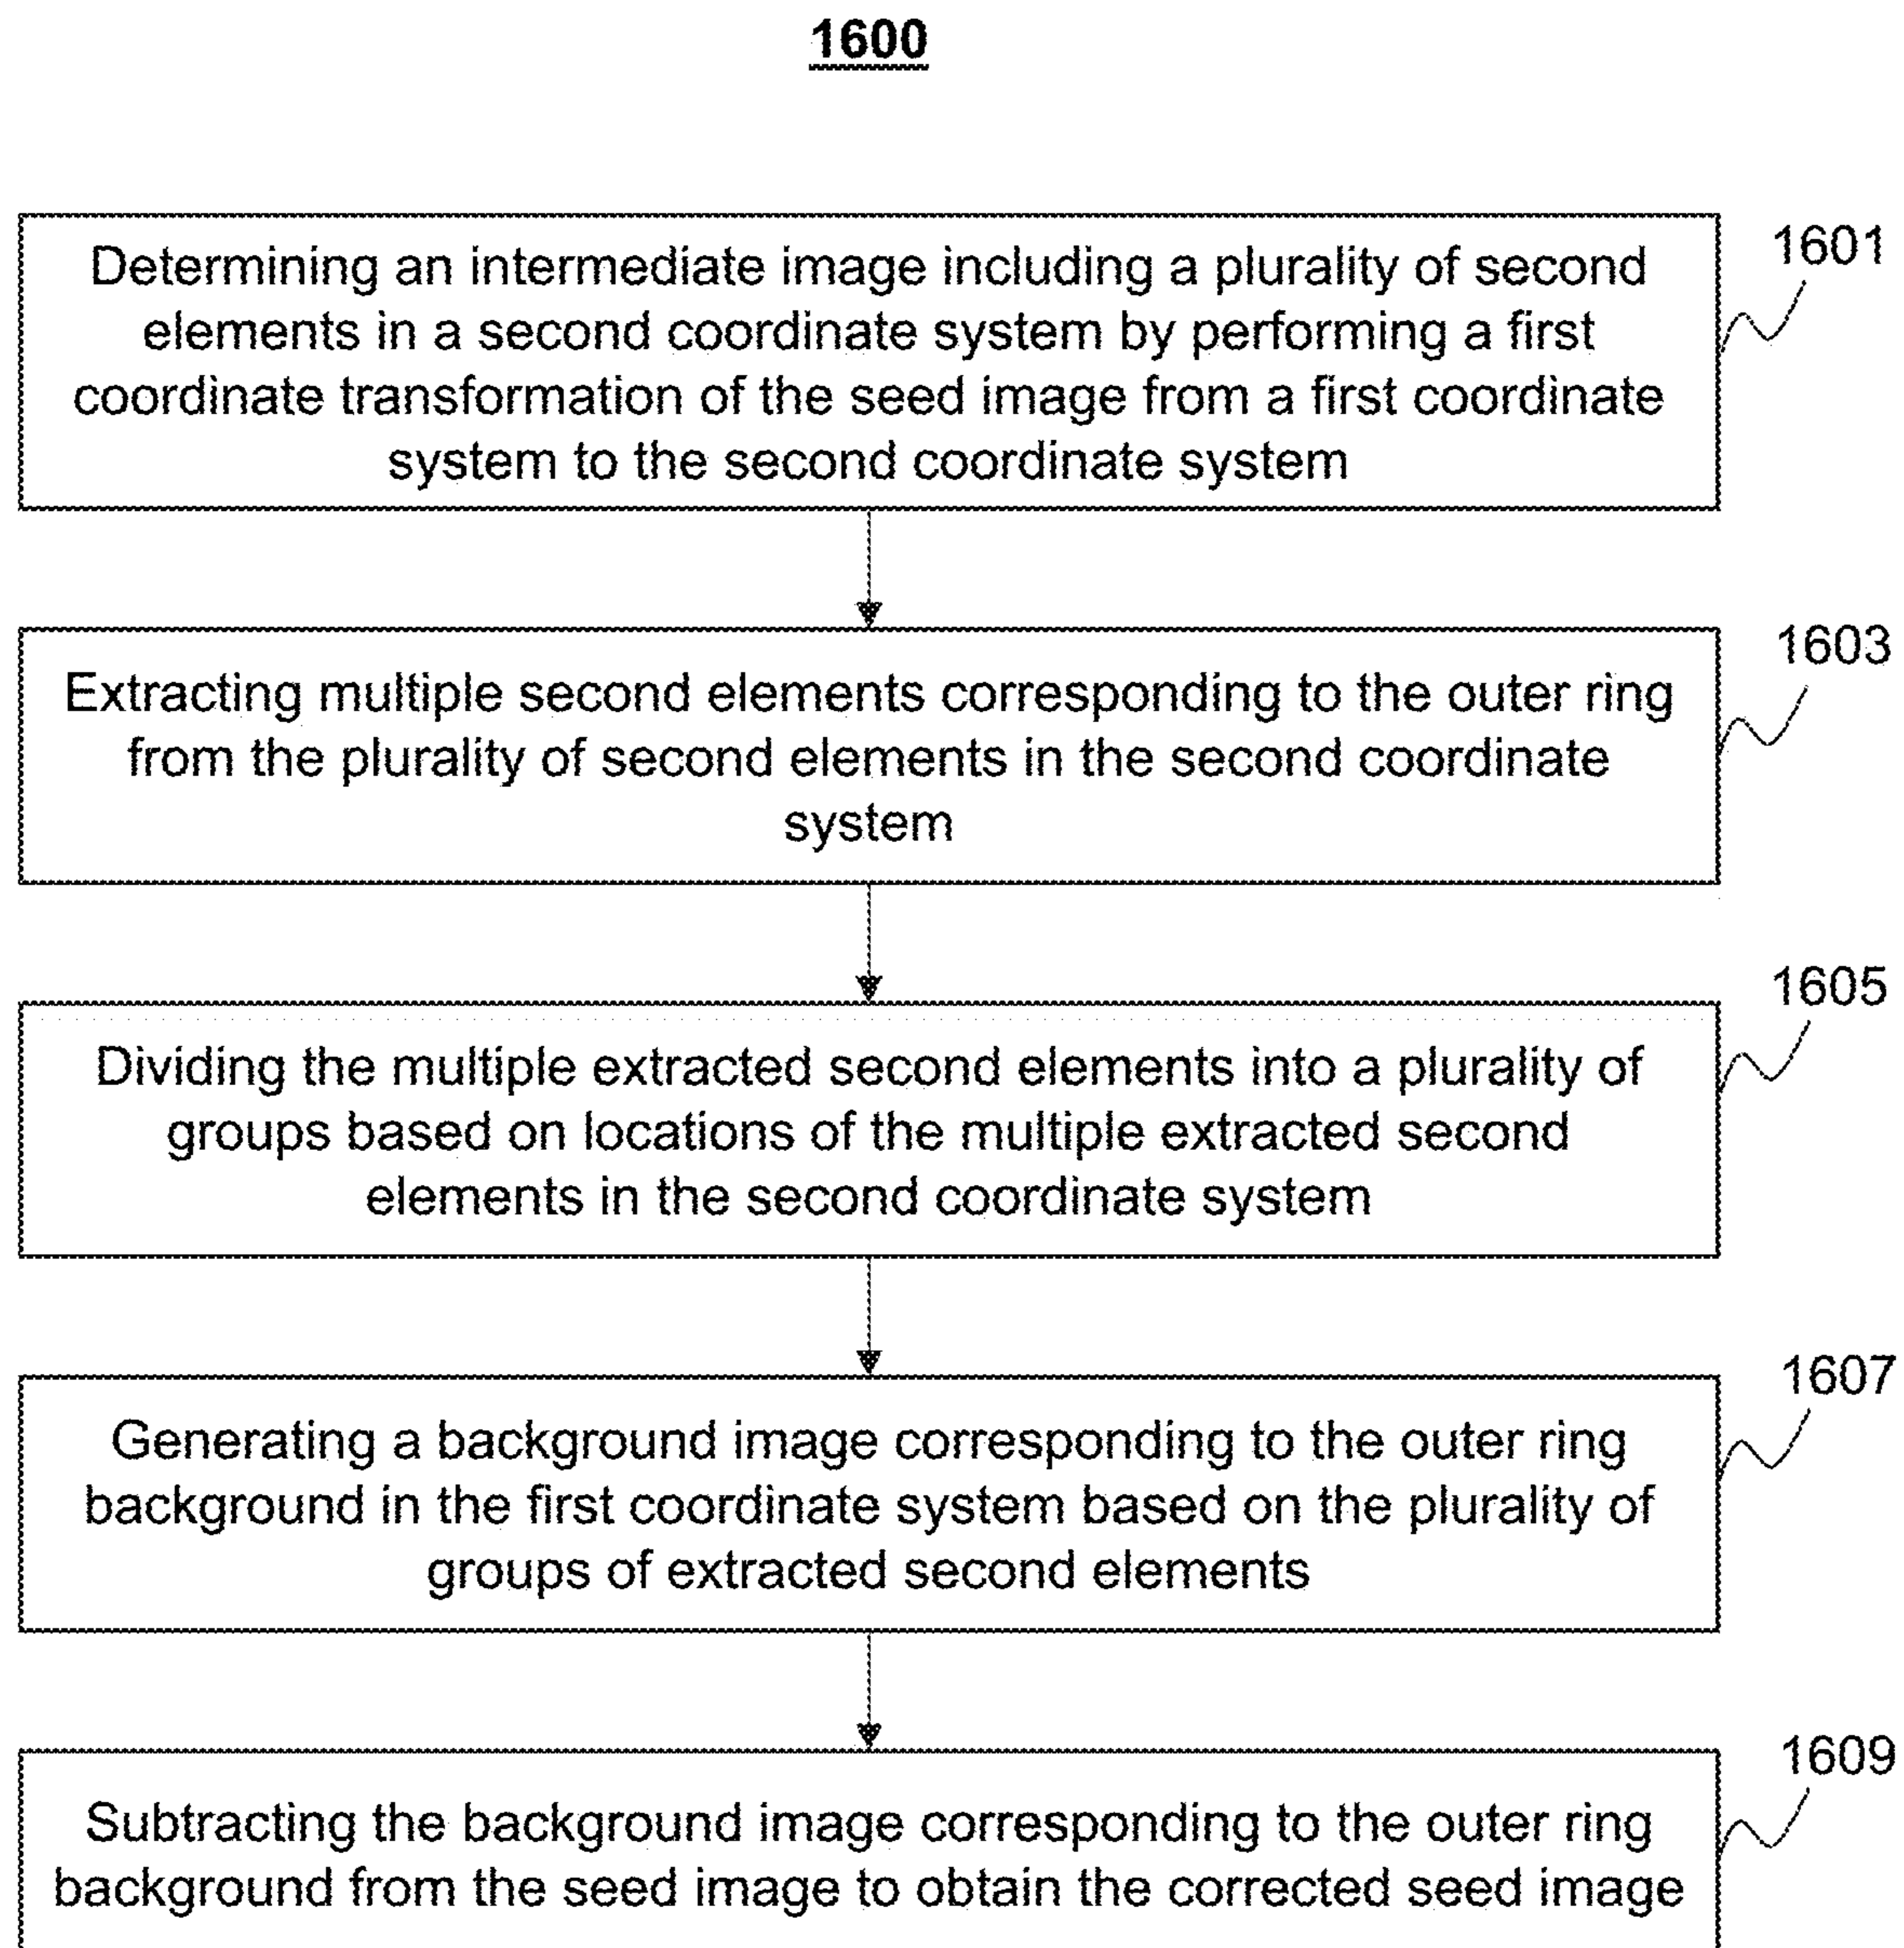 1600
Determining an intermediate image including a plurality of second
elements in a second coordinate system by performing a first
coordinate transformation of the seed image from a first coordinate
system to the second coordinate system
1601
Extracting multiple second elements corresponding to the outer ring
from the plurality of second elements in the second coordinate
system
1603
Dividing the multiple extracted second elements into a plurality of
groups based on locations of the multiple extracted second
elements in the second coordinate system
1605
Generating a background image corresponding to the outer ring
background in the first coordinate system based on the plurality of
groups of extracted second elements
1607
Subtracting the background image corresponding to the outer ring
background from the seed image to obtain the corrected seed image
1609